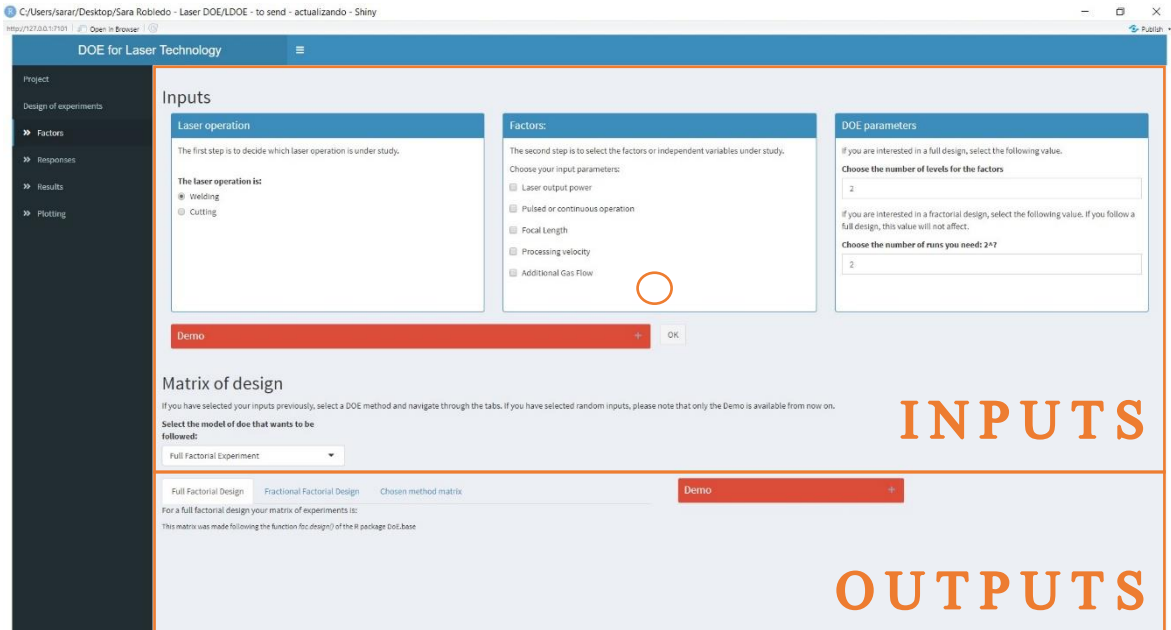 C:/Users/sarar/Desktop/Sara Robledo - Laser DOE/LDOE - to send - actualizando - Shiny
http://127.0.0.1:7101 Open in Browser
Publish
DOE for Laser Technology
Project
Design of experiments
Factors
Responses
Results
Plotting
Inputs
Laser operation
The first step is to decide which laser operation is under study.
The laser operation is:
Welding
Cutting
Factors:
The second step is to select the factors or independent variables under study.
Choose your input parameters:
Laser output power
Pulsed or continuous operation
Focal Length
Processing velocity
Additional Gas Flow
DOE parameters
If you are interested in a full design, select the following value.
Choose the number of levels for the factors
2
If you are interested in a fractorial design, select the following value. If you follow a
full design, this value will not affect.
Choose the number of runs you need: 2^?
2
Demo +
OK
Matrix of design
If you have selected your inputs previously, select a DOE method and navigate through the tabs. If you have selected random inputs, please note that only the Demo is available from now on.
Select the model of doe that wants to be
followed:
Full Factorial Experiment
INPUTS
Full Factorial Design Fractional Factorial Design Chosen method matrix
Demo +
For a full factorial design your matrix of experiments is:
This matrix was made following the function fac.design() of the R package DoE.base
OUTPUTS